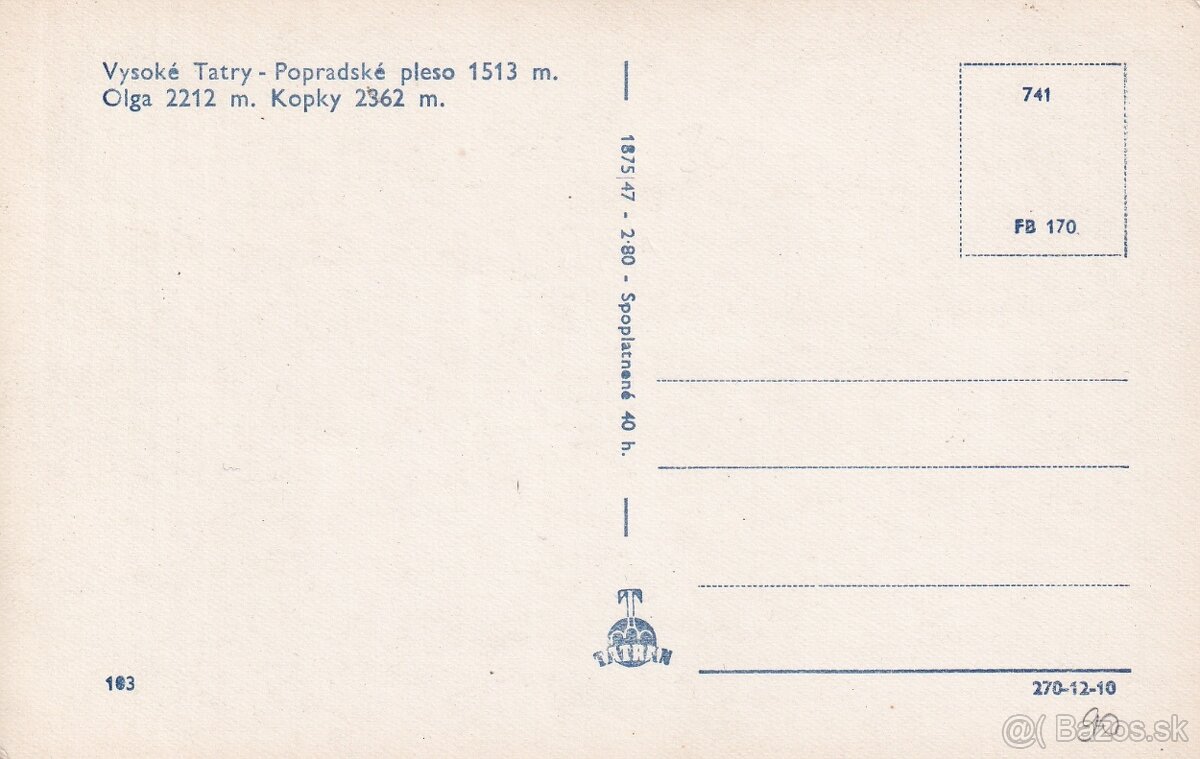 Vysoké Tatry - Popradské pleso 1513 m.
Olga 2212 m. Kopky 2362 m.
741
FB 170
1875/47 - 2·80 - Spoplatnené 40 h.
T
TATRAN
103
270-12-10
@( Bazos.sk